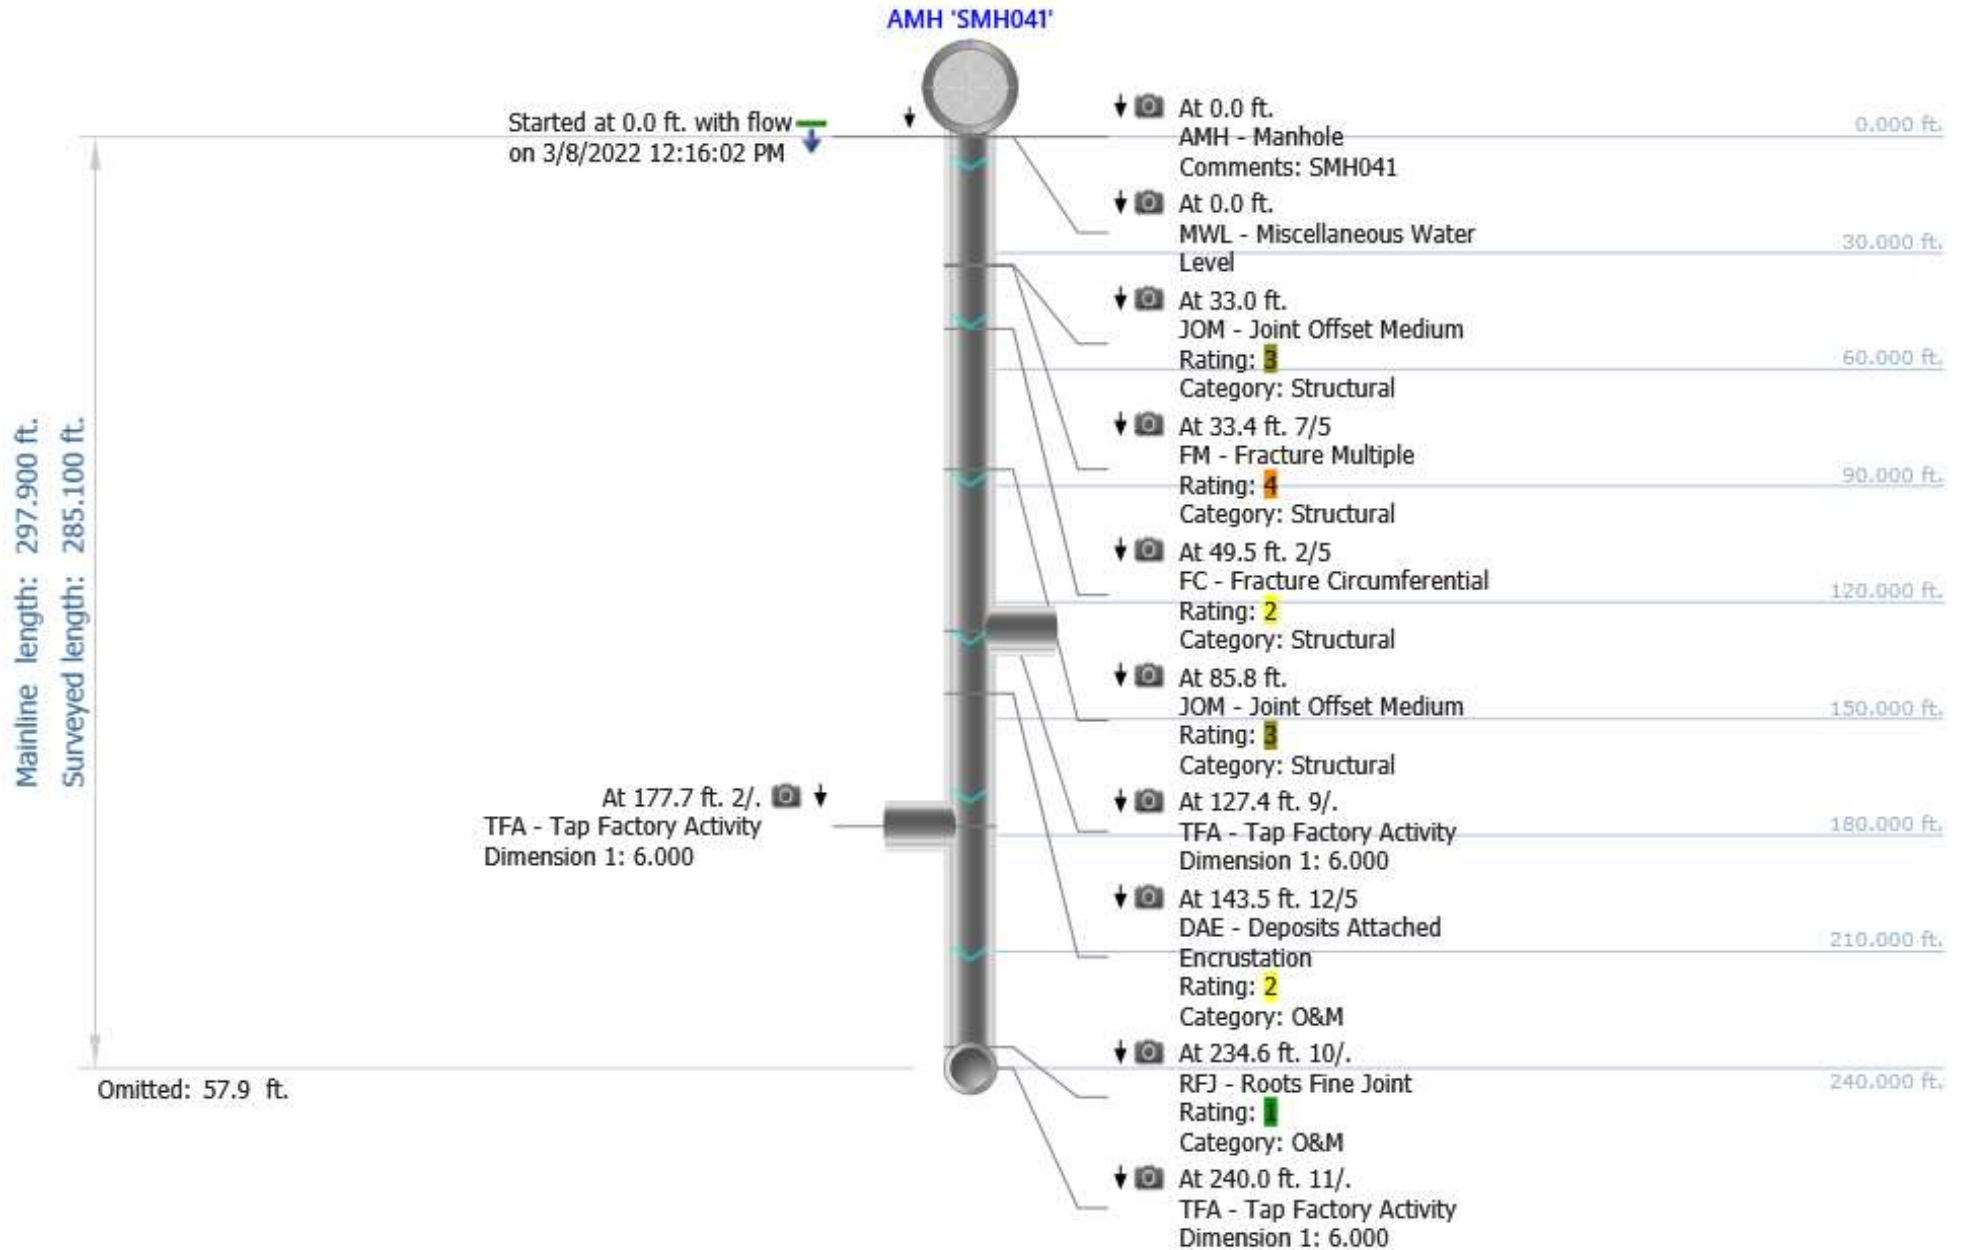 AMH 'SMH041'
Started at 0.0 ft. with flow
on 3/8/2022 12:16:02 PM
At 0.0 ft.
AMH - Manhole
Comments: SMH041
0.000 ft.
At 0.0 ft.
MWL - Miscellaneous Water
Level
30.000 ft.
At 33.0 ft.
JOM - Joint Offset Medium
Rating: 3
Category: Structural
60.000 ft.
At 33.4 ft. 7/5
FM - Fracture Multiple
Rating: 4
Category: Structural
90.000 ft.
At 49.5 ft. 2/5
FC - Fracture Circumferential
Rating: 2
Category: Structural
120.000 ft.
At 85.8 ft.
JOM - Joint Offset Medium
Rating: 3
Category: Structural
150.000 ft.
Mainline length: 297.900 ft.
Surveyed length: 285.100 ft.
At 177.7 ft. 2/.
TFA - Tap Factory Activity
Dimension 1: 6.000
At 127.4 ft. 9/.
TFA - Tap Factory Activity
Dimension 1: 6.000
180.000 ft.
At 143.5 ft. 12/5
DAE - Deposits Attached
Encrustation
Rating: 2
Category: O&M
210.000 ft.
At 234.6 ft. 10/.
RFJ - Roots Fine Joint
Rating: 1
Category: O&M
240.000 ft.
Omitted: 57.9 ft.
At 240.0 ft. 11/.
TFA - Tap Factory Activity
Dimension 1: 6.000